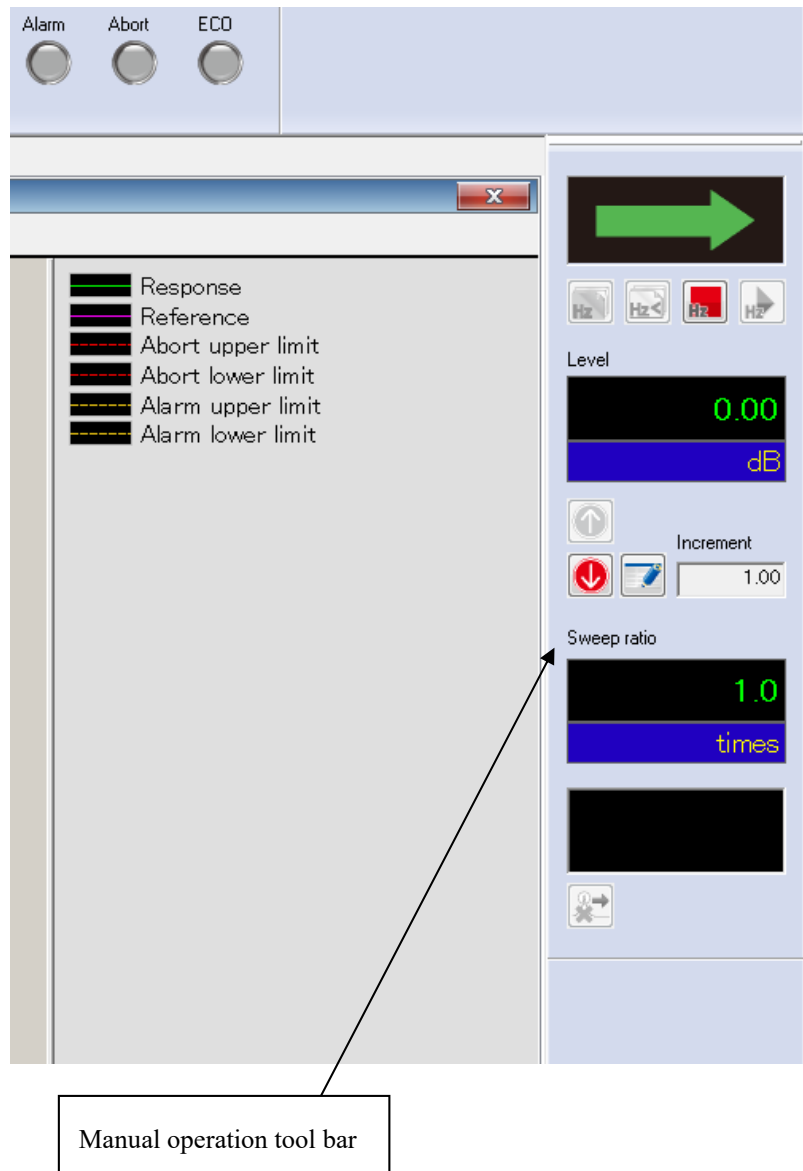 Alarm Abort ECO
x
Response
Reference
Abort upper limit
Abort lower limit
Alarm upper limit
Alarm lower limit
Hz Hz< Hz Hz
Level
0.00
dB
Increment
1.00
Sweep ratio
1.0
times
Manual operation tool bar